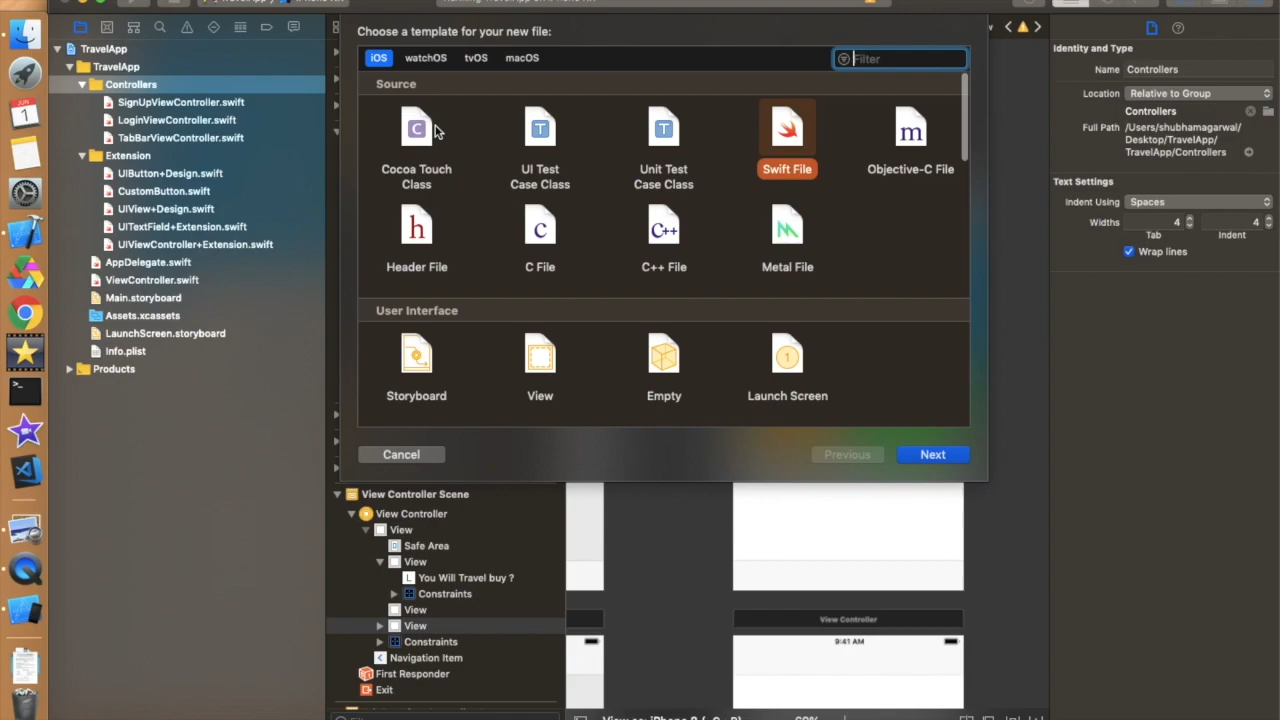 Choose a template for your new file:
iOS
watchOS
tvOS
macOS
Filter
Source
Cocoa Touch
Class
UI Test
Case Class
Unit Test
Case Class
Swift File
Objective-C File
Header File
C File
C++ File
Metal File
User Interface
Storyboard
View
Empty
Launch Screen
Cancel
Previous
Next
TravelApp
TravelApp
Controllers
SignUpViewController.swift
LoginViewController.swift
TabBarViewController.swift
Extension
UIButton+Design.swift
CustomButton.swift
UIView+Design.swift
UITextField+Extension.swift
UIViewController+Extension.swift
AppDelegate.swift
ViewController.swift
Main.storyboard
Assets.xcassets
LaunchScreen.storyboard
Info.plist
Products
View Controller Scene
View Controller
View
Safe Area
View
L You Will Travel buy ?
Constraints
View
View
Constraints
Navigation Item
First Responder
Exit
View Controller
9:41 AM
Identity and Type
Name Controllers
Location Relative to Group
Controllers
Full Path /Users/shubhamagarwal/
Desktop/TravelApp/
TravelApp/Controllers
Text Settings
Indent Using Spaces
Widths 4 4
Tab Indent
Wrap lines